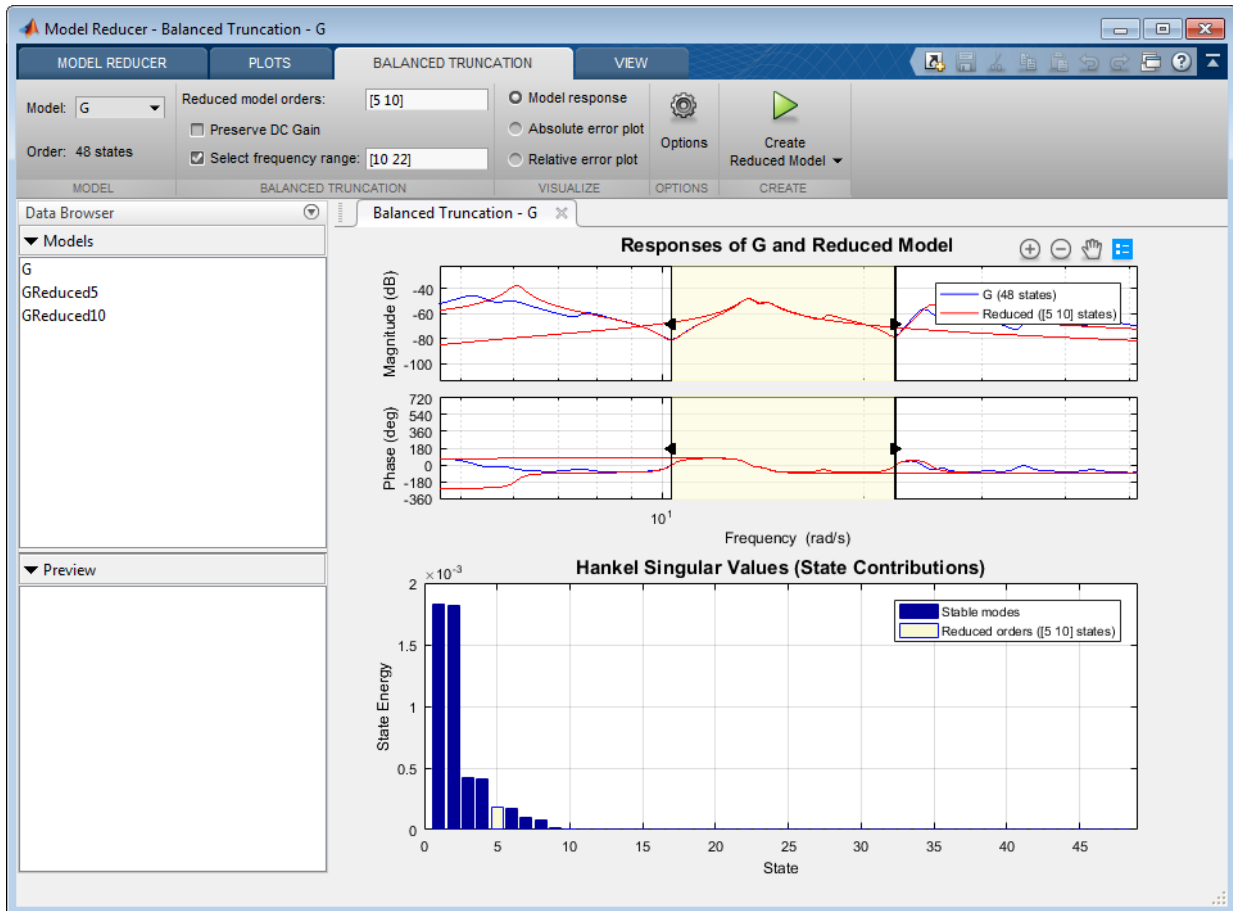 Model Reducer - Balanced Truncation - G
MODEL REDUCER
PLOTS
BALANCED TRUNCATION
VIEW
Model: G
Order: 48 states
Reduced model orders: [5 10]
Preserve DC Gain
Select frequency range: [10 22]
Model response
Absolute error plot
Relative error plot
Options
Create
Reduced Model
MODEL
BALANCED TRUNCATION
VISUALIZE
OPTIONS
CREATE
Data Browser
Models
G
GReduced5
GReduced10
Preview
Balanced Truncation - G
Responses of G and Reduced Model
Magnitude (dB)
-40
-60
-80
-100
G (48 states)
Reduced ([5 10] states)
Phase (deg)
720
540
360
180
0
-180
-360
10¹
Frequency (rad/s)
Hankel Singular Values (State Contributions)
×10⁻³
State Energy
2
1.5
1
0.5
0
Stable modes
Reduced orders ([5 10] states)
0 5 10 15 20 25 30 35 40 45
State